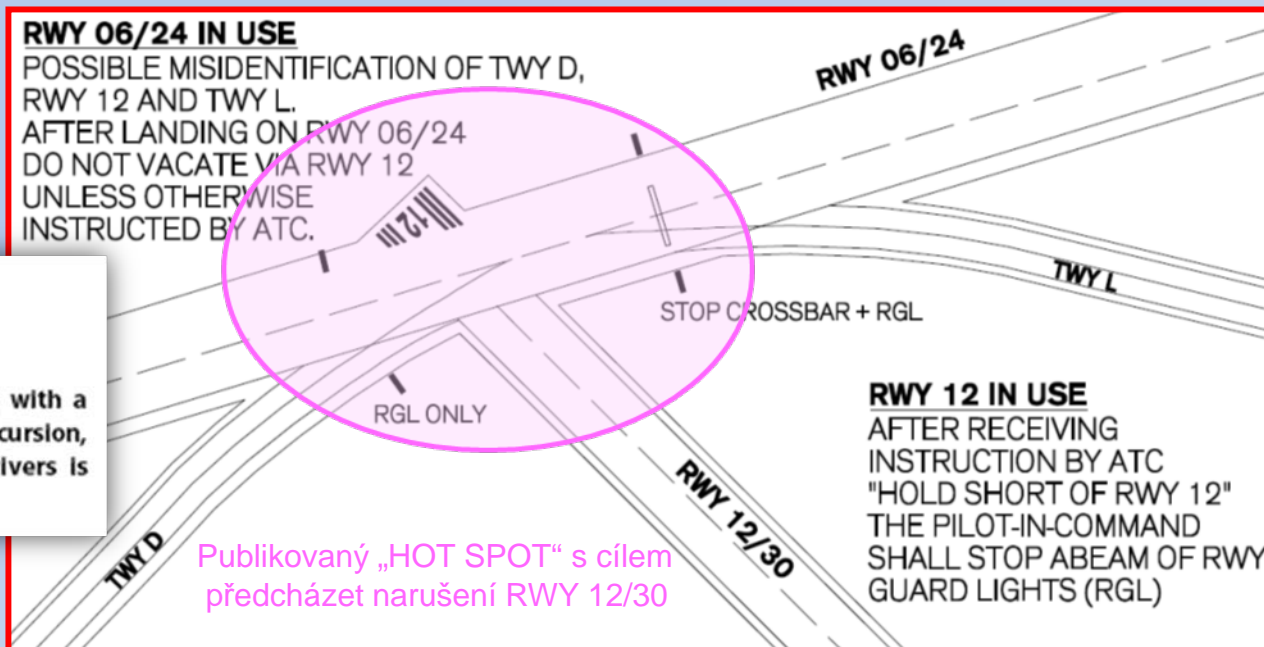 RWY 06/24 IN USE
POSSIBLE MISIDENTIFICATION OF TWY D,
RWY 12 AND TWY L.
AFTER LANDING ON RWY 06/24
DO NOT VACATE VIA RWY 12
UNLESS OTHERWISE
INSTRUCTED BY ATC.
RWY 06/24
12
TWY L
STOP CROSSBAR + RGL
with a
cursion,
ivers is
RGL ONLY
RWY 12/30
TWY D
RWY 12 IN USE
AFTER RECEIVING
INSTRUCTION BY ATC
"HOLD SHORT OF RWY 12"
THE PILOT-IN-COMMAND
SHALL STOP ABEAM OF RWY
GUARD LIGHTS (RGL)
Publikovaný „HOT SPOT“ s cílem
předcházet narušení RWY 12/30